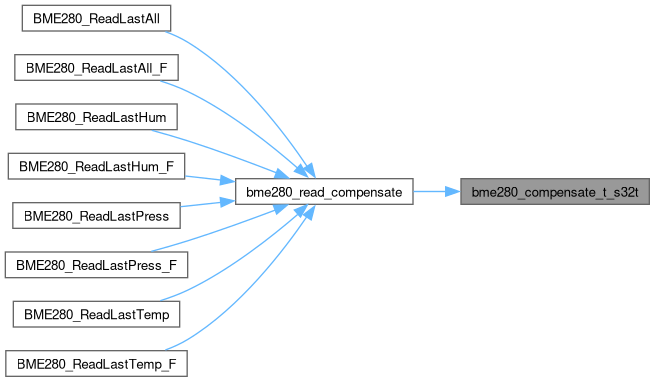 BME280_ReadLastAll
BME280_ReadLastAll_F
BME280_ReadLastHum
BME280_ReadLastHum_F
bme280_read_compensate
bme280_compensate_t_s32t
BME280_ReadLastPress
BME280_ReadLastPress_F
BME280_ReadLastTemp
BME280_ReadLastTemp_F